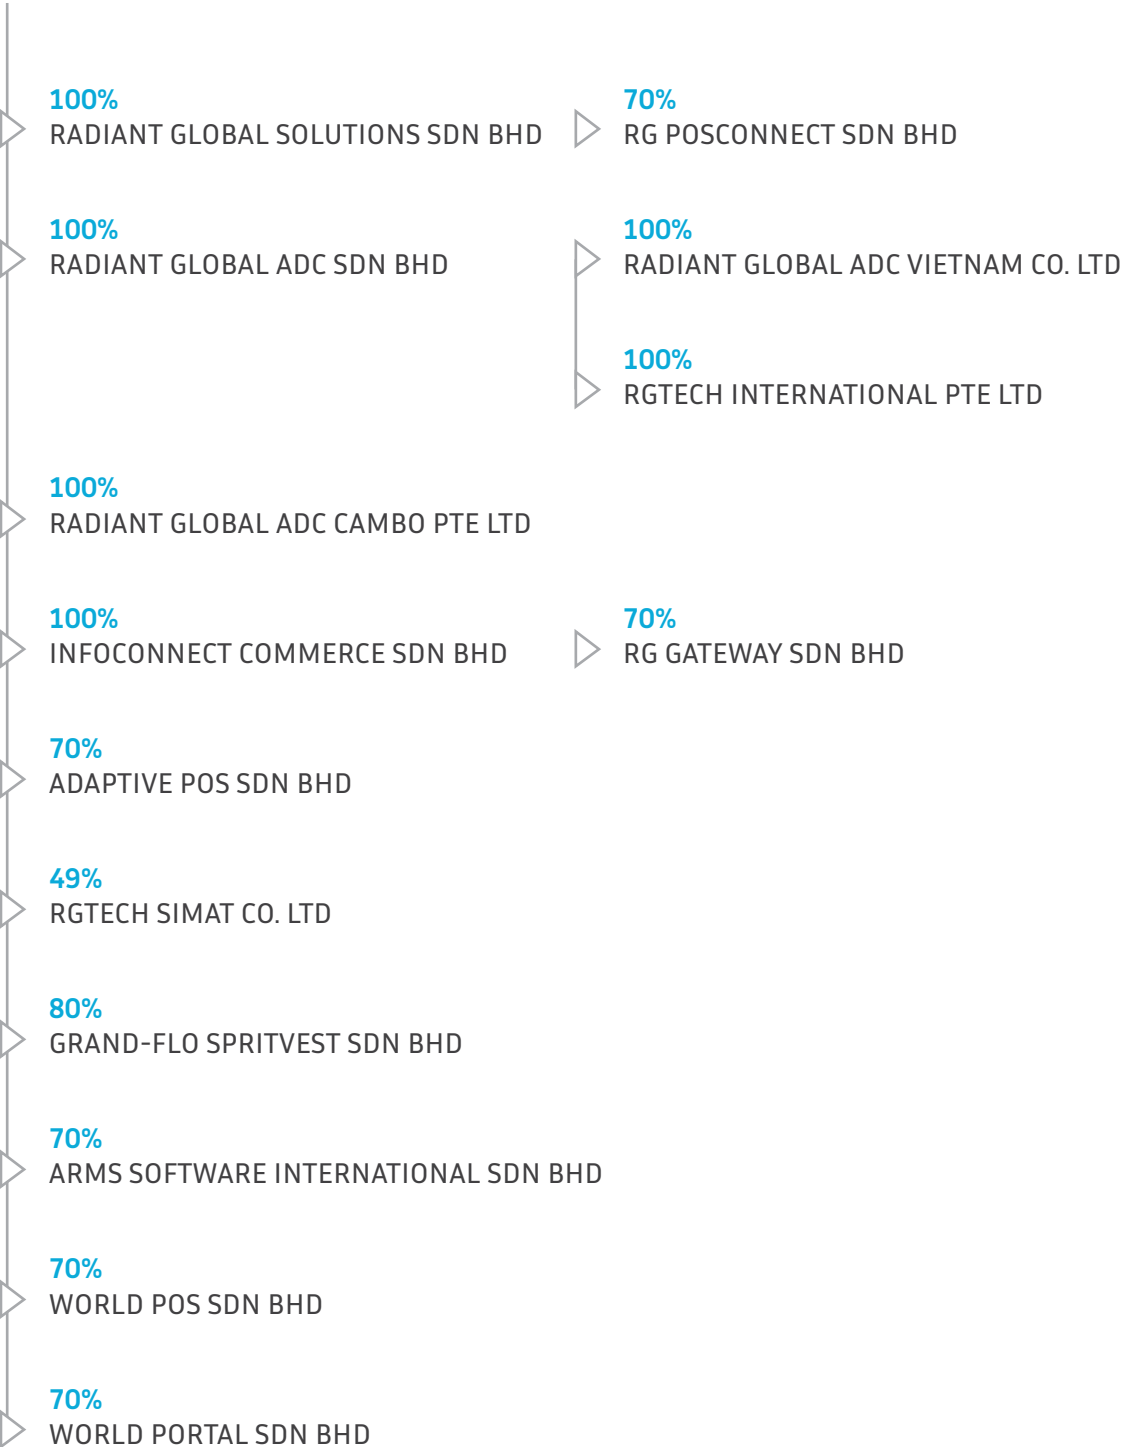 100%
RADIANT GLOBAL SOLUTIONS SDN BHD
70%
RG POSCONNECT SDN BHD
100%
RADIANT GLOBAL ADC SDN BHD
100%
RADIANT GLOBAL ADC VIETNAM CO. LTD
100%
RGTECH INTERNATIONAL PTE LTD
100%
RADIANT GLOBAL ADC CAMBO PTE LTD
100%
INFOCONNECT COMMERCE SDN BHD
70%
RG GATEWAY SDN BHD
70%
ADAPTIVE POS SDN BHD
49%
RGTECH SIMAT CO. LTD
80%
GRAND-FLO SPRITVEST SDN BHD
70%
ARMS SOFTWARE INTERNATIONAL SDN BHD
70%
WORLD POS SDN BHD
70%
WORLD PORTAL SDN BHD